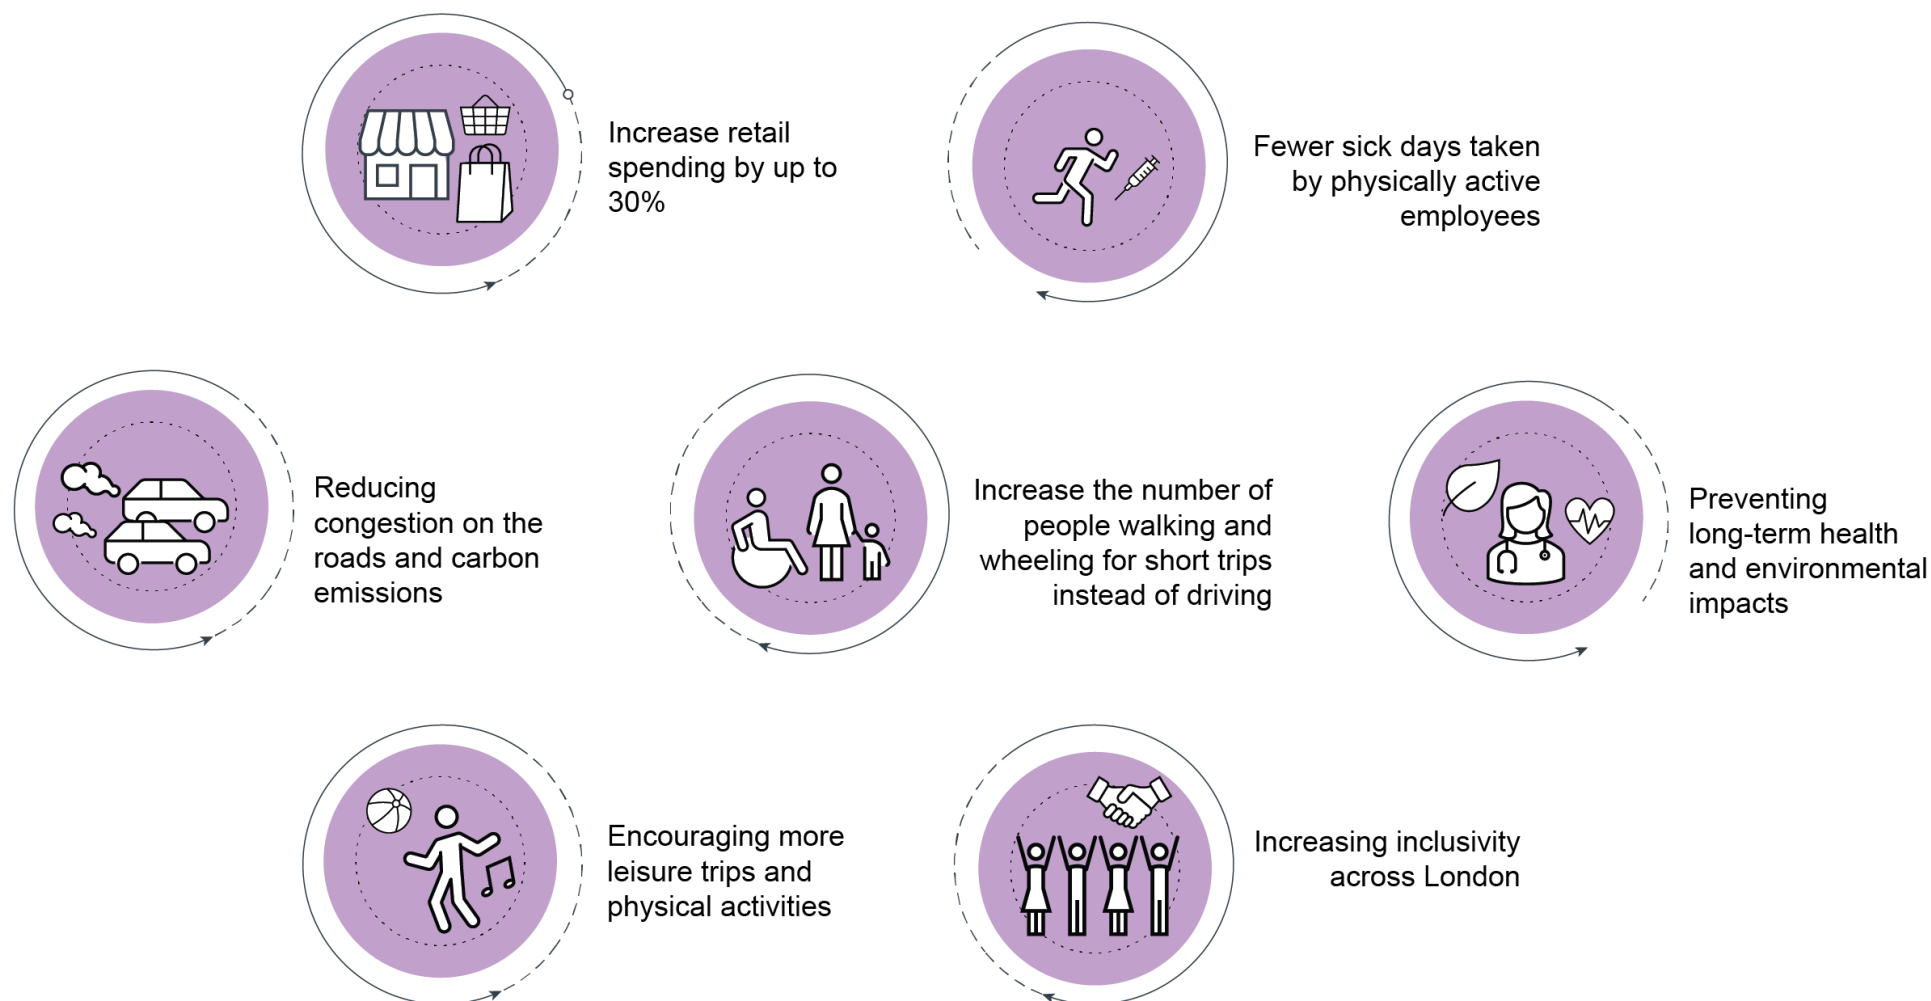 Increase retail
spending by up to
30%
Fewer sick days taken
by physically active
employees
Reducing
congestion on the
roads and carbon
emissions
Increase the number of
people walking and
wheeling for short trips
instead of driving
Preventing
long-term health
and environmental
impacts
Encouraging more
leisure trips and
physical activities
Increasing inclusivity
across London